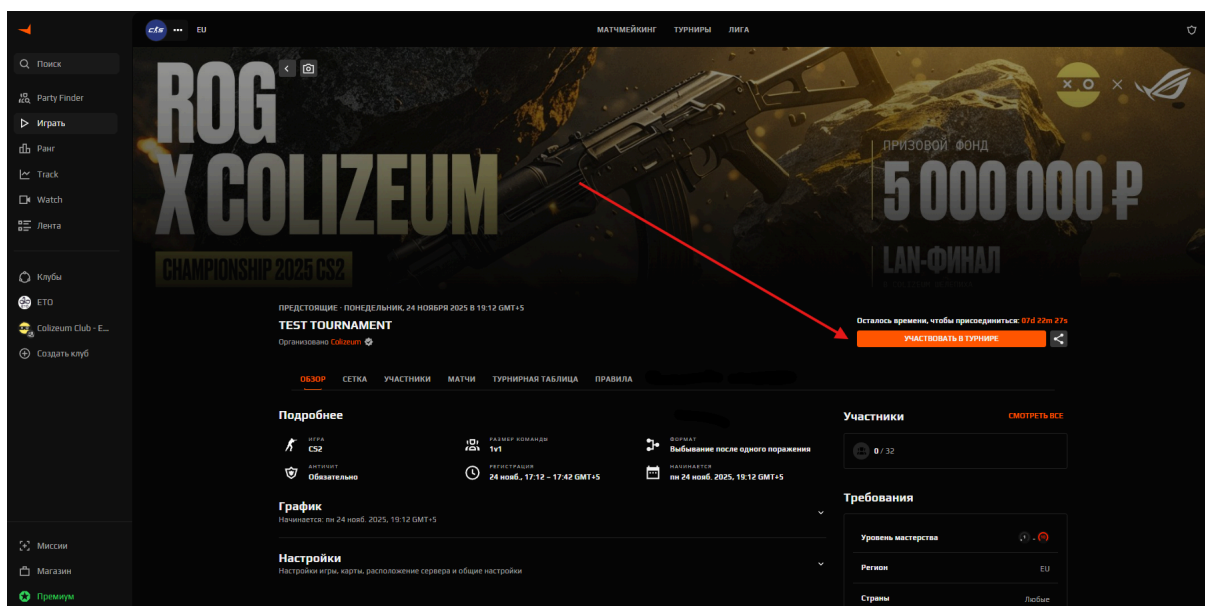 cfs ••• EU
МАТЧМЕЙКИНГ ТУРНИРЫ ЛИГА
Поиск
Party Finder
Играть
Ранг
Track
Watch
Лента
Клубы
ETO
Colizeum Club - E...
Создать клуб
Миссии
Магазин
Премиум
ROG
X COLIZEUM
CHAMPIONSHIP 2025 CS2
X O ×
ПРИЗОВОЙ ФОНД
5 000 000 ₽
LAN-ФИНАЛ
ПРЕДСТОЯЩИЕ - ПОНЕДЕЛЬНИК, 24 НОЯБРЯ 2025 В 19:12 GMT+5
TEST TOURNAMENT
Организовано Colizeum
Осталось времени, чтобы присоединиться: 07d 22m 27s
УЧАСТВОВАТЬ В ТУРНИРЕ
ОБЗОР СЕТКА УЧАСТНИКИ МАТЧИ ТУРНИРНАЯ ТАБЛИЦА ПРАВИЛА
Подробнее
ИГРА
CS2
РАЗМЕР КОМАНДЫ
1v1
ФОРМАТ
Выбывание после одного поражения
АНТИЧИТ
Обязательно
РЕГИСТРАЦИЯ
24 нояб., 17:12 – 17:42 GMT+5
НАЧИНАЕТСЯ
пн 24 нояб. 2025, 19:12 GMT+5
График
Начинается: пн 24 нояб. 2025, 19:12 GMT+5
Настройки
Настройки игры, карты, расположение сервера и общие настройки
Участники СМОТРЕТЬ ВСЕ
0 / 32
Требования
Уровень мастерства
Регион EU
Страны Любые